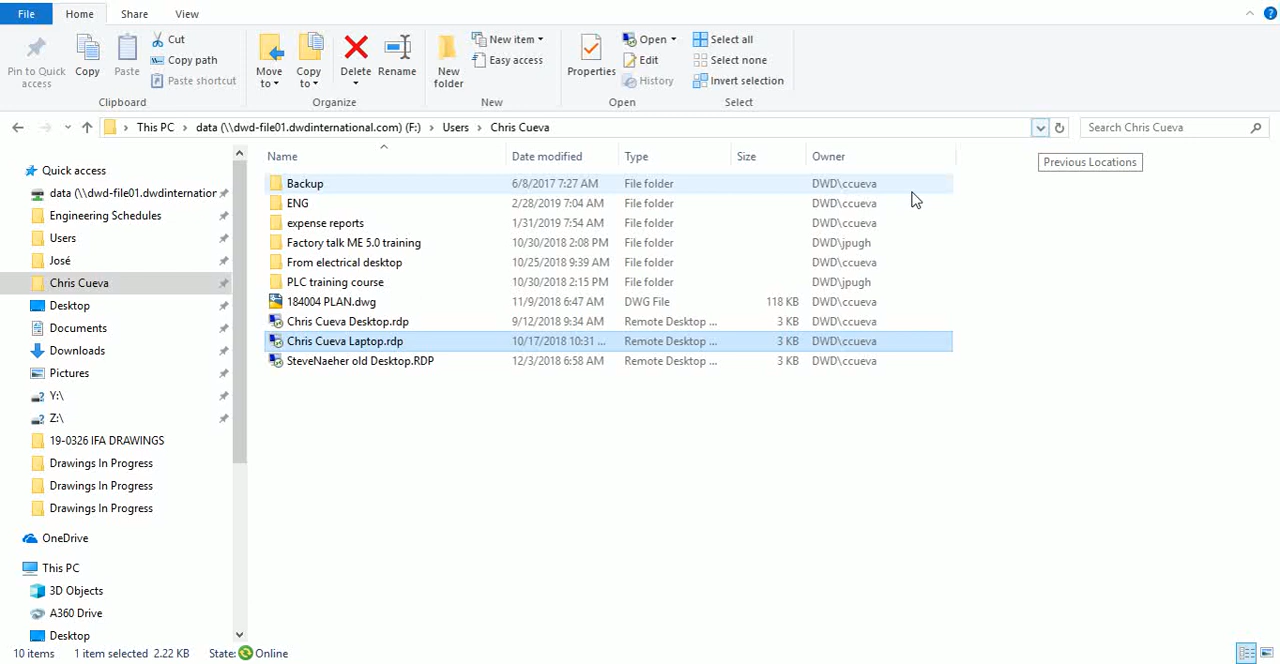 File Home Share View
Pin to Quick access
Copy
Paste
Cut
Copy path
Paste shortcut
Clipboard
Move to
Copy to
Delete
Rename
Organize
New folder
New item
Easy access
New
Properties
Open
Edit
History
Open
Select all
Select none
Invert selection
Select
This PC data (\\dwd-file01.dwdinternational.com) (F:) Users Chris Cueva
Search Chris Cueva
Previous Locations
Quick access
data (\\dwd-file01.dwdinternation
Engineering Schedules
Users
José
Chris Cueva
Desktop
Documents
Downloads
Pictures
Y:\
Z:\
19-0326 IFA DRAWINGS
Drawings In Progress
Drawings In Progress
Drawings In Progress
OneDrive
This PC
3D Objects
A360 Drive
Desktop
Name Date modified Type Size Owner
Backup 6/8/2017 7:27 AM File folder DWD\ccueva
ENG 2/28/2019 7:04 AM File folder DWD\ccueva
expense reports 1/31/2019 7:54 AM File folder DWD\ccueva
Factory talk ME 5.0 training 10/30/2018 2:08 PM File folder DWD\jpugh
From electrical desktop 10/25/2018 9:39 AM File folder DWD\ccueva
PLC training course 10/30/2018 2:15 PM File folder DWD\jpugh
184004 PLAN.dwg 11/9/2018 6:47 AM DWG File 118 KB DWD\ccueva
Chris Cueva Desktop.rdp 9/12/2018 9:34 AM Remote Desktop ... 3 KB DWD\ccueva
Chris Cueva Laptop.rdp 10/17/2018 10:31 ... Remote Desktop ... 3 KB DWD\ccueva
SteveNaeher old Desktop.RDP 12/3/2018 6:58 AM Remote Desktop ... 3 KB DWD\ccueva
10 items 1 item selected 2.22 KB State: Online